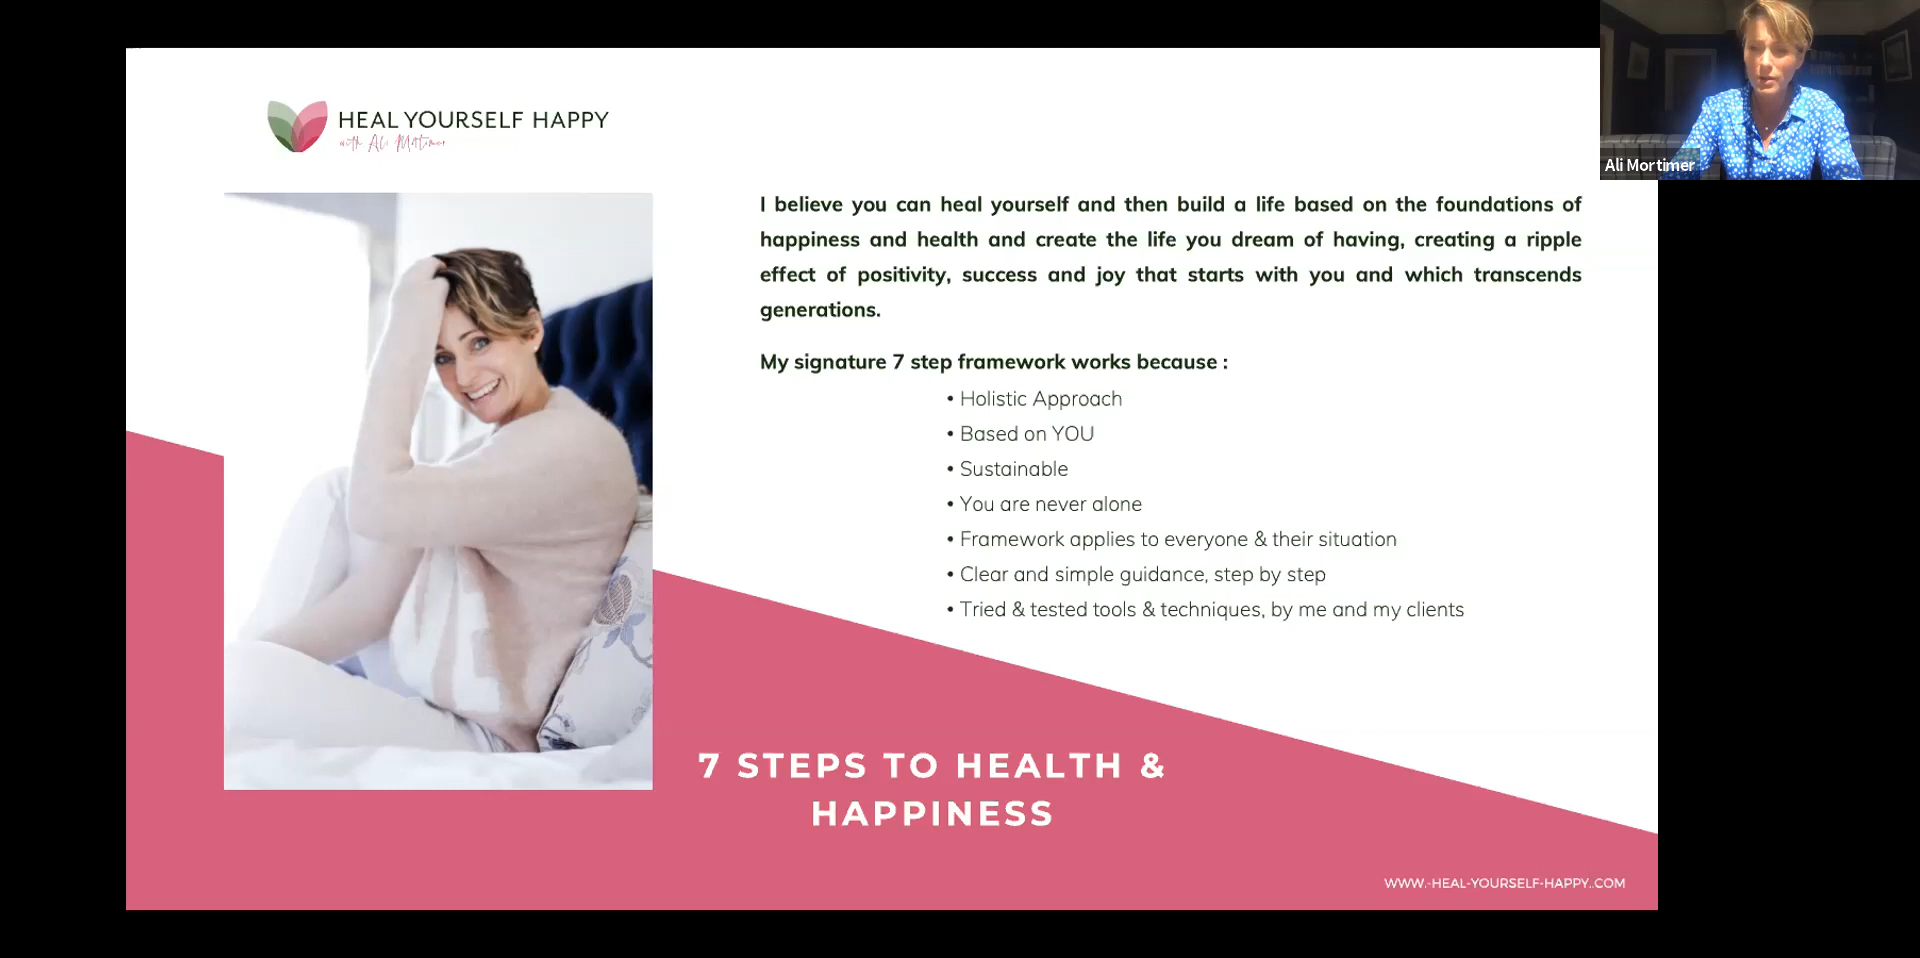 HEAL YOURSELF HAPPY
with Ali Mortimer
Ali Mortimer
I believe you can heal yourself and then build a life based on the foundations of
happiness and health and create the life you dream of having, creating a ripple
effect of positivity, success and joy that starts with you and which transcends
generations.
My signature 7 step framework works because :
• Holistic Approach
• Based on YOU
• Sustainable
• You are never alone
• Framework applies to everyone & their situation
• Clear and simple guidance, step by step
• Tried & tested tools & techniques, by me and my clients
7 STEPS TO HEALTH &
HAPPINESS
WWW.-HEAL-YOURSELF-HAPPY..COM